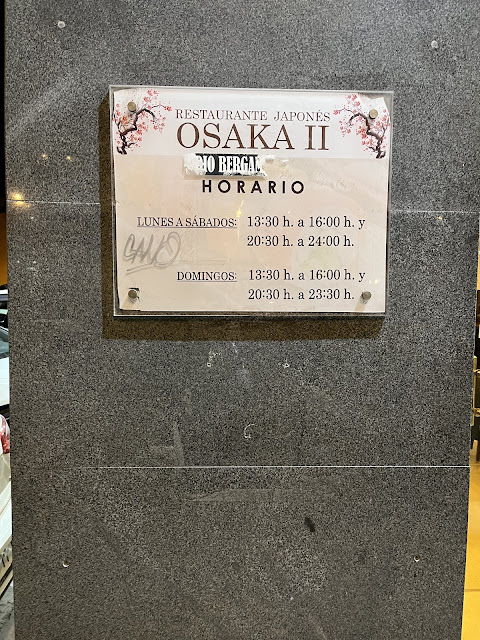 RESTAURANTE JAPONÉS
OSAKA II
HORARIO
LUNES A SÁBADOS: 13:30 h. a 16:00 h. y
20:30 h. a 24:00 h.
DOMINGOS: 13:30 h. a 16:00 h. y
20:30 h. a 23:30 h.